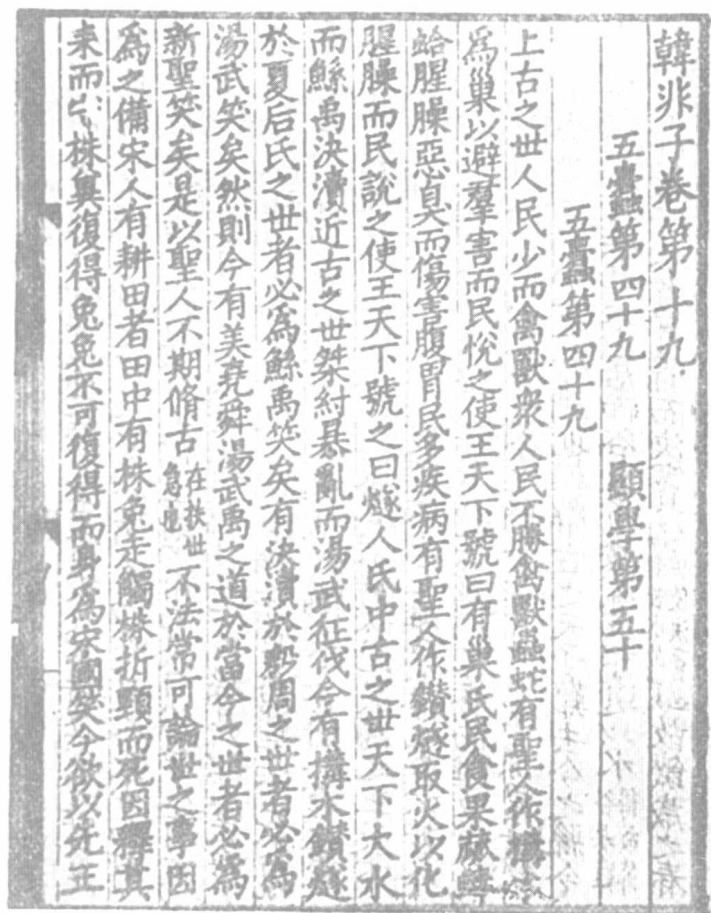 韓非子卷第十九
五蠹第四十九 顯學第五十
五蠹第四十九
上古之世人民少而禽獸衆人民不勝禽獸蟲蛇有聖人作搆木
爲巢以避羣害而民悅之使王天下號曰有巢氏民食果蓏蜯
蛤腥臊惡臭而傷害腹胃民多疾病有聖人作鑽燧取火以化
腥臊而民說之使王天下號之曰燧人氏中古之世天下大水
而鯀禹決瀆近古之世桀紂暴亂而湯武征伐今有搆木鑽燧
於夏后氏之世者必爲鯀禹笑矣有決瀆於殷周之世者必爲
湯武笑矣然則今有美堯舜湯武禹之道於當今之世者必爲
新聖笑矣是以聖人不期脩古在扶世急也不法常可論世之事因
爲之備宋人有耕田者田中有株兔走觸株折頸而死因釋其
耒而守株冀復得兔兔不可復得而身爲宋國笑今欲以先王